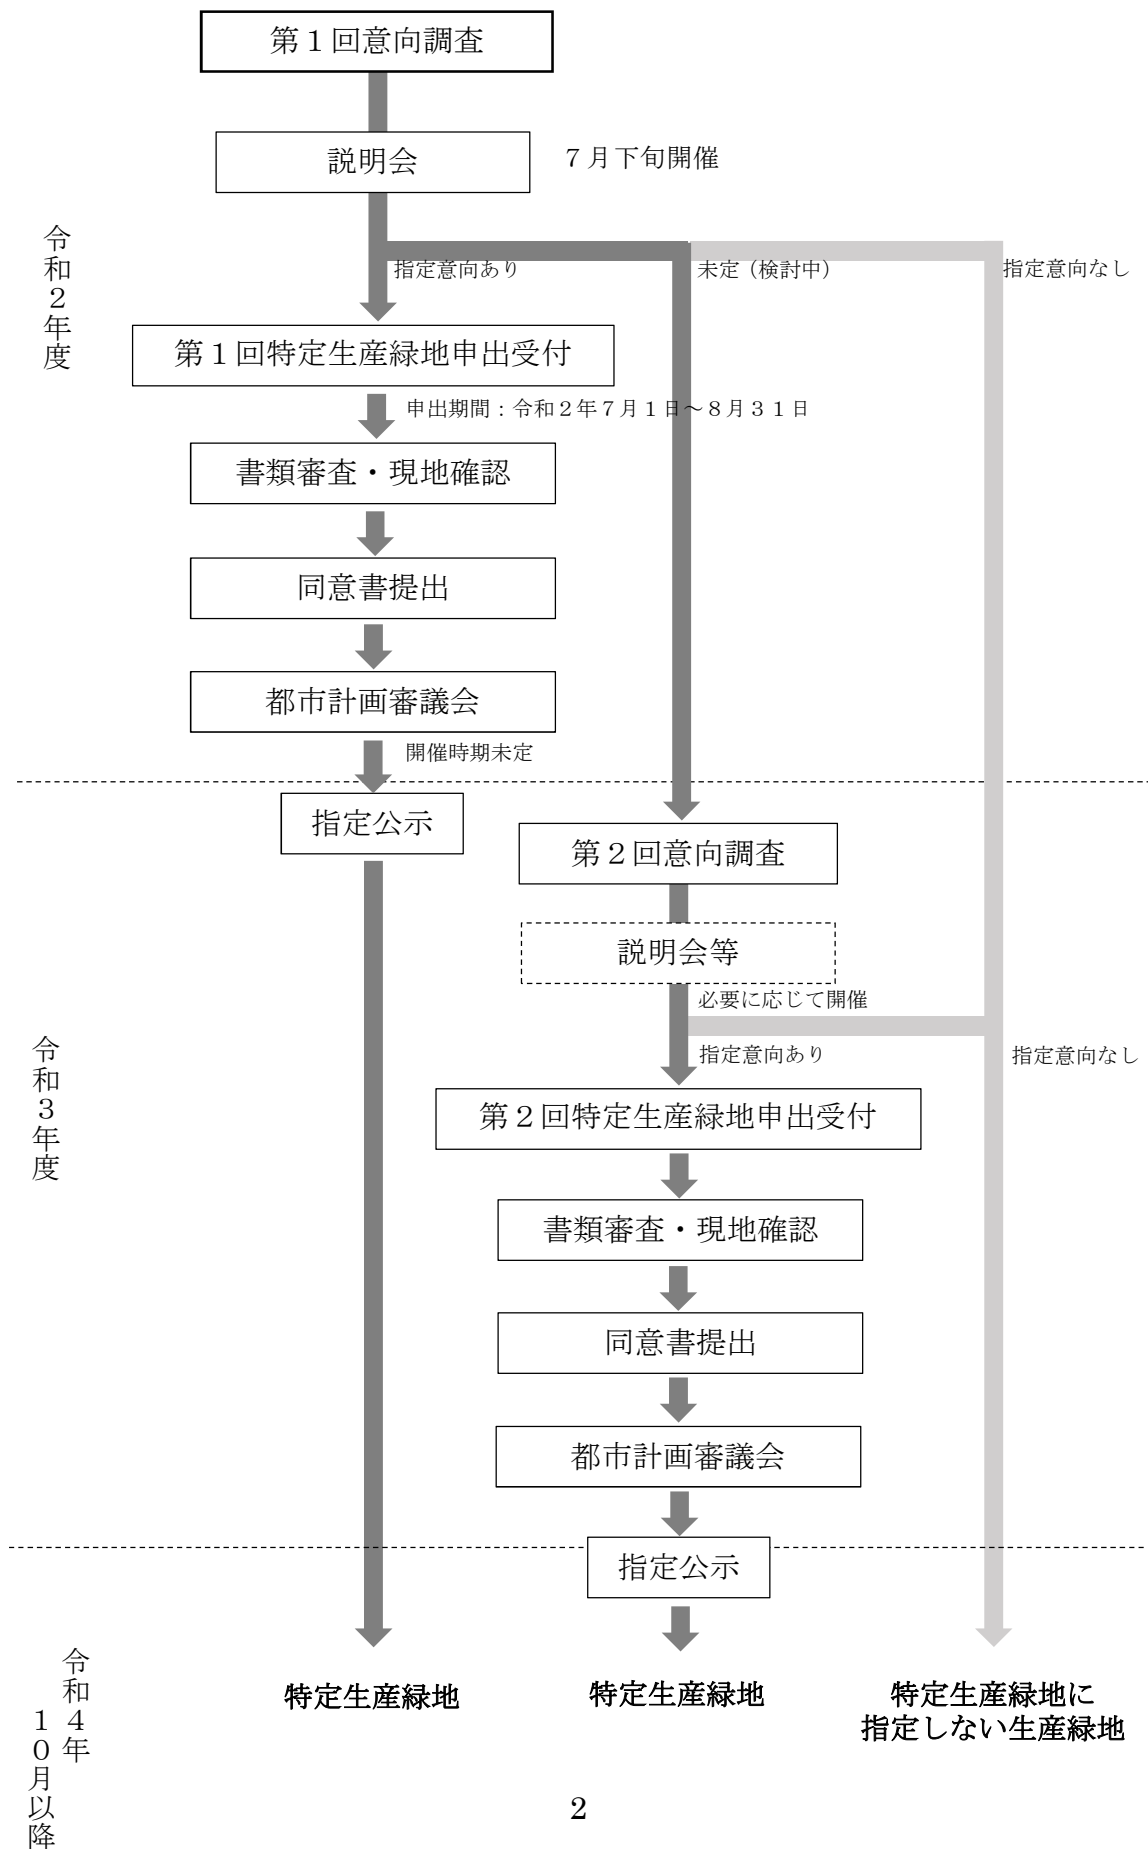 第１回意向調査
説明会
７月下旬開催
令和２年度
指定意向あり
未定（検討中）
指定意向なし
第１回特定生産緑地申出受付
申出期間：令和２年７月１日～８月３１日
書類審査・現地確認
同意書提出
都市計画審議会
開催時期未定
指定公示
第２回意向調査
説明会等
必要に応じて開催
令和３年度
指定意向あり
指定意向なし
第２回特定生産緑地申出受付
書類審査・現地確認
同意書提出
都市計画審議会
指定公示
令和４年
１０月以降
特定生産緑地
特定生産緑地
特定生産緑地に
指定しない生産緑地
2